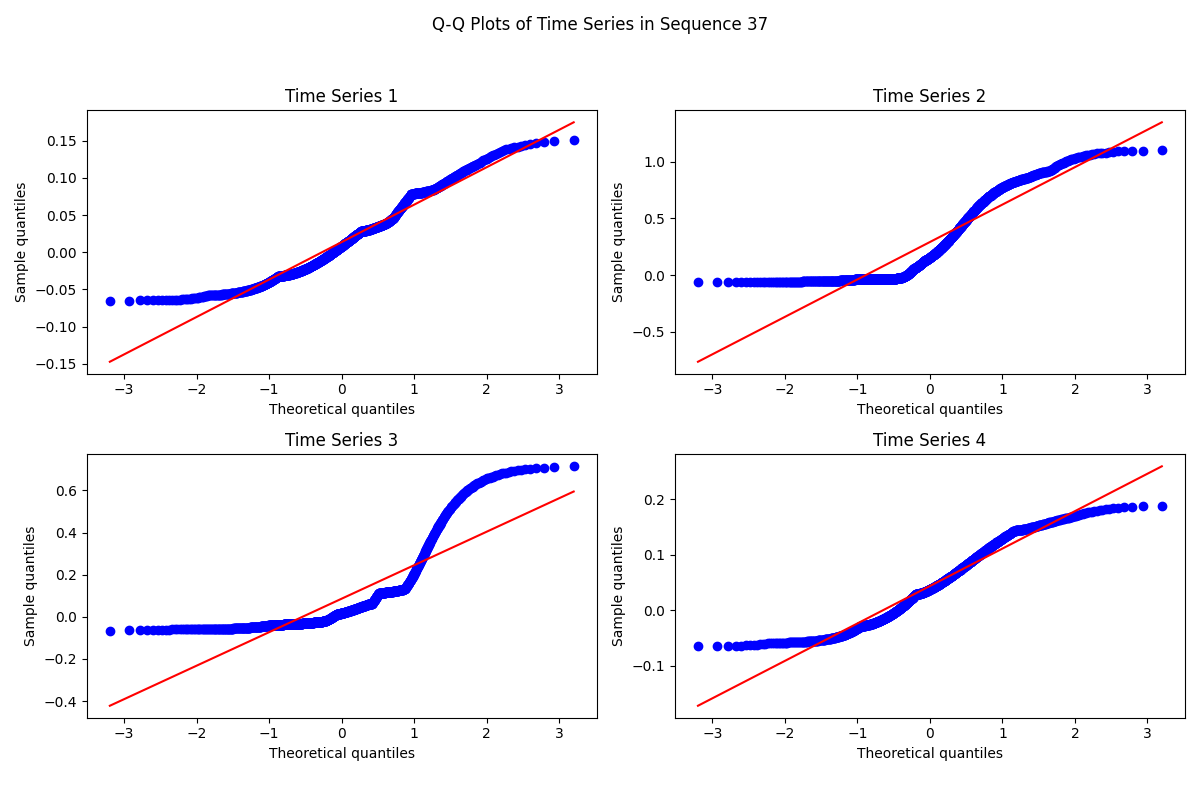 Q-Q Plots of Time Series in Sequence 37
Time Series 1
Sample quantiles
0.15
0.10
0.05
0.00
−0.05
−0.10
−0.15
−3 −2 −1 0 1 2 3
Theoretical quantiles
Time Series 2
Sample quantiles
1.0
0.5
0.0
−0.5
−3 −2 −1 0 1 2 3
Theoretical quantiles
Time Series 3
Sample quantiles
0.6
0.4
0.2
0.0
−0.2
−0.4
−3 −2 −1 0 1 2 3
Theoretical quantiles
Time Series 4
Sample quantiles
0.2
0.1
0.0
−0.1
−3 −2 −1 0 1 2 3
Theoretical quantiles